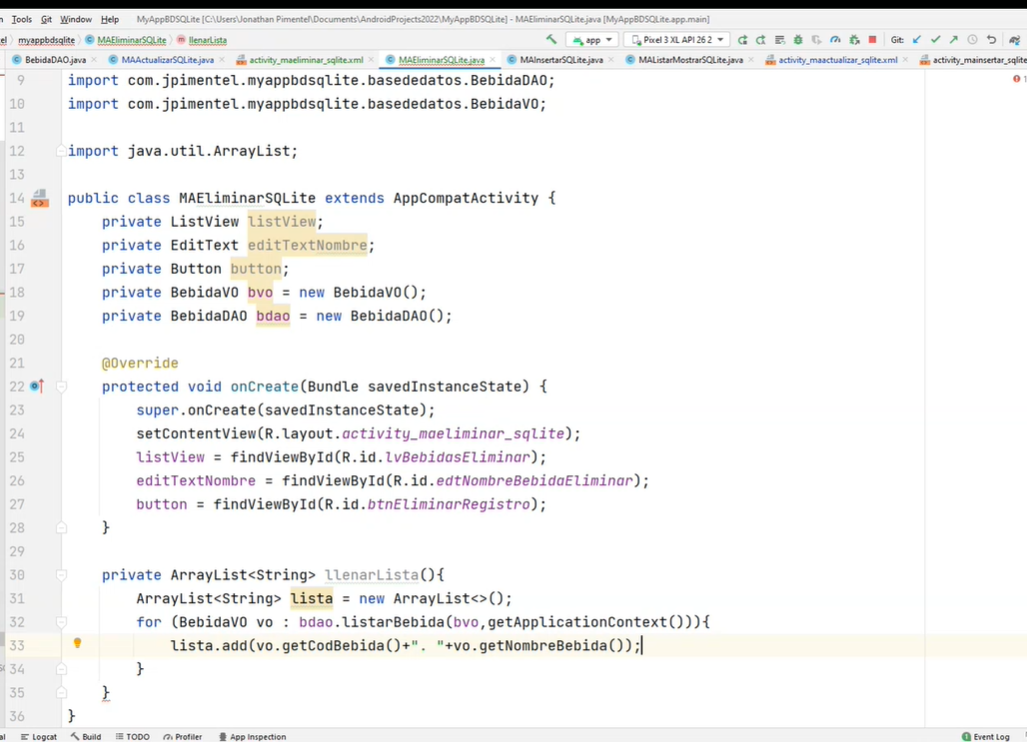 Tools Git Window Help MyAppBDSQLite [C:\Users\Jonathan Pimentel\Documents\AndroidProjects2022\MyAppBDSQLite] - MAEliminarSQLite.java [MyAppBDSQLite.app.main]
myappbdsqlite MAEliminarSQLite llenarLista app Pixel 3 XL API 26 2 Git:
BebidaDAO.java MAActualizarSQLite.java activity_maeliminar_sqlite.xml MAEliminarSQLite.java MAInsertarSQLite.java MAListarMostrarSQLite.java activity_maactualizar_sqlite.xml activity_mainsertar_sqlite
9 import com.jpimentel.myappbdsqlite.basededatos.BebidaDAO;
10 import com.jpimentel.myappbdsqlite.basededatos.BebidaVO;
11
12 import java.util.ArrayList;
13
14 public class MAEliminarSQLite extends AppCompatActivity {
15 private ListView listView;
16 private EditText editTextNombre;
17 private Button button;
18 private BebidaVO bvo = new BebidaVO();
19 private BebidaDAO bdao = new BebidaDAO();
20
21 @Override
22 protected void onCreate(Bundle savedInstanceState) {
23 super.onCreate(savedInstanceState);
24 setContentView(R.layout.activity_maeliminar_sqlite);
25 listView = findViewById(R.id.lvBebidasEliminar);
26 editTextNombre = findViewById(R.id.edtNombreBebidaEliminar);
27 button = findViewById(R.id.btnEliminarRegistro);
28 }
29
30 private ArrayList<String> llenarLista(){
31 ArrayList<String> lista = new ArrayList<>();
32 for (BebidaVO vo : bdao.listarBebida(bvo,getApplicationContext())){
33 lista.add(vo.getCodBebida()+". "+vo.getNombreBebida());
34 }
35 }
36 }
Logcat Build TODO Profiler App Inspection Event Log